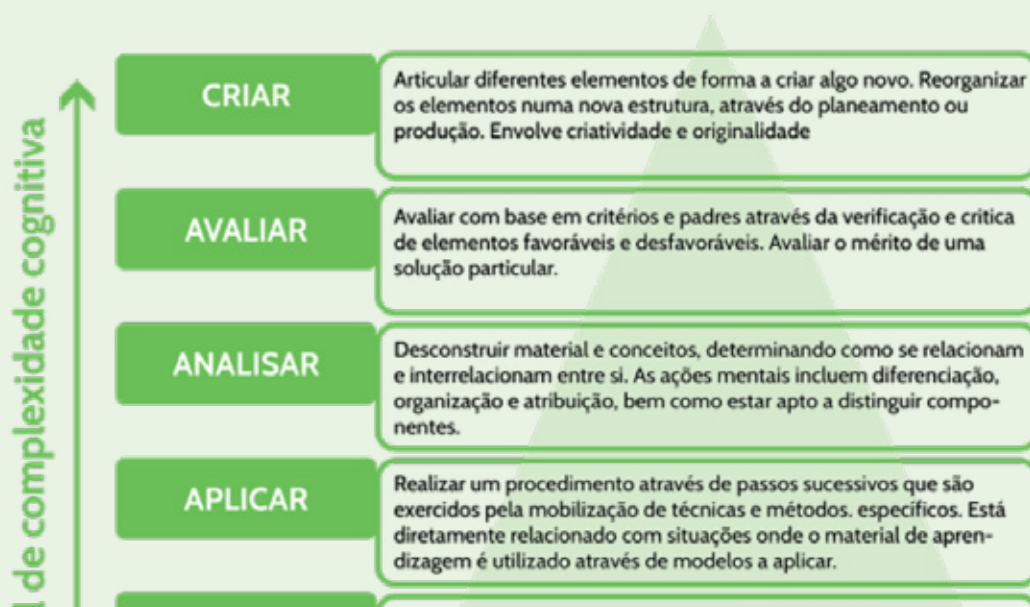 CRIAR
Articular diferentes elementos de forma a criar algo novo. Reorganizar
os elementos numa nova estrutura, através do planeamento ou
produção. Envolve criatividade e originalidade
AVALIAR
Avaliar com base em critérios e padres através da verificação e critica
de elementos favoráveis e desfavoráveis. Avaliar o mérito de uma
solução particular.
ANALISAR
Desconstruir material e conceitos, determinando como se relacionam
e interrelacionam entre si. As ações mentais incluem diferenciação,
organização e atribuição, bem como estar apto a distinguir compo-
nentes.
APLICAR
Realizar um procedimento através de passos sucessivos que são
exercidos pela mobilização de técnicas e métodos. específicos. Está
diretamente relacionado com situações onde o material de apren-
dizagem é utilizado através de modelos a aplicar.
de complexidade cognitiva